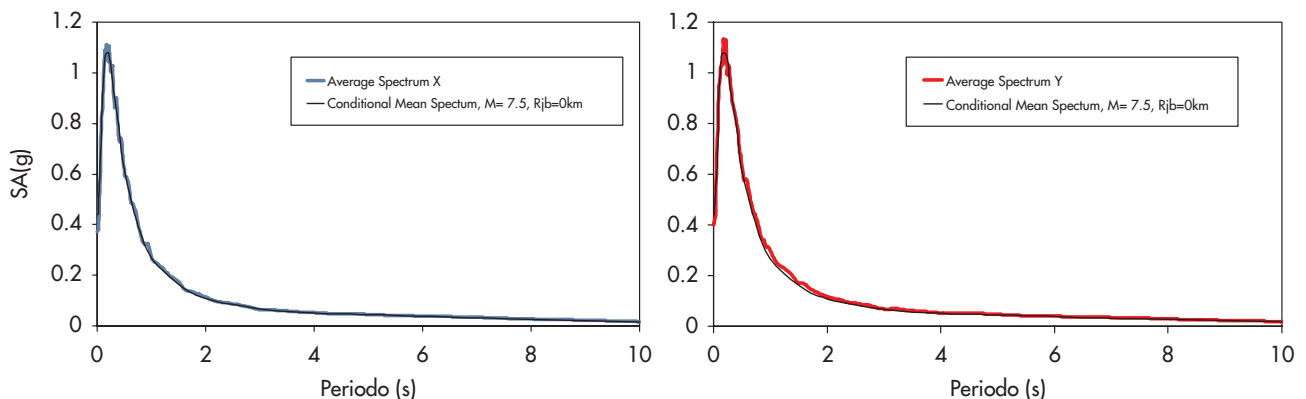 1.2
1
0.8
0.6
0.4
0.2
0
SA(g)
Average Spectrum X
Conditional Mean Spectum, M= 7.5, Rjb=0km
0 2 4 6 8 10
Periodo (s)
1.2
1
0.8
0.6
0.4
0.2
0
Average Spectrum Y
Conditional Mean Spectum, M= 7.5, Rjb=0km
0 2 4 6 8 10
Periodo (s)